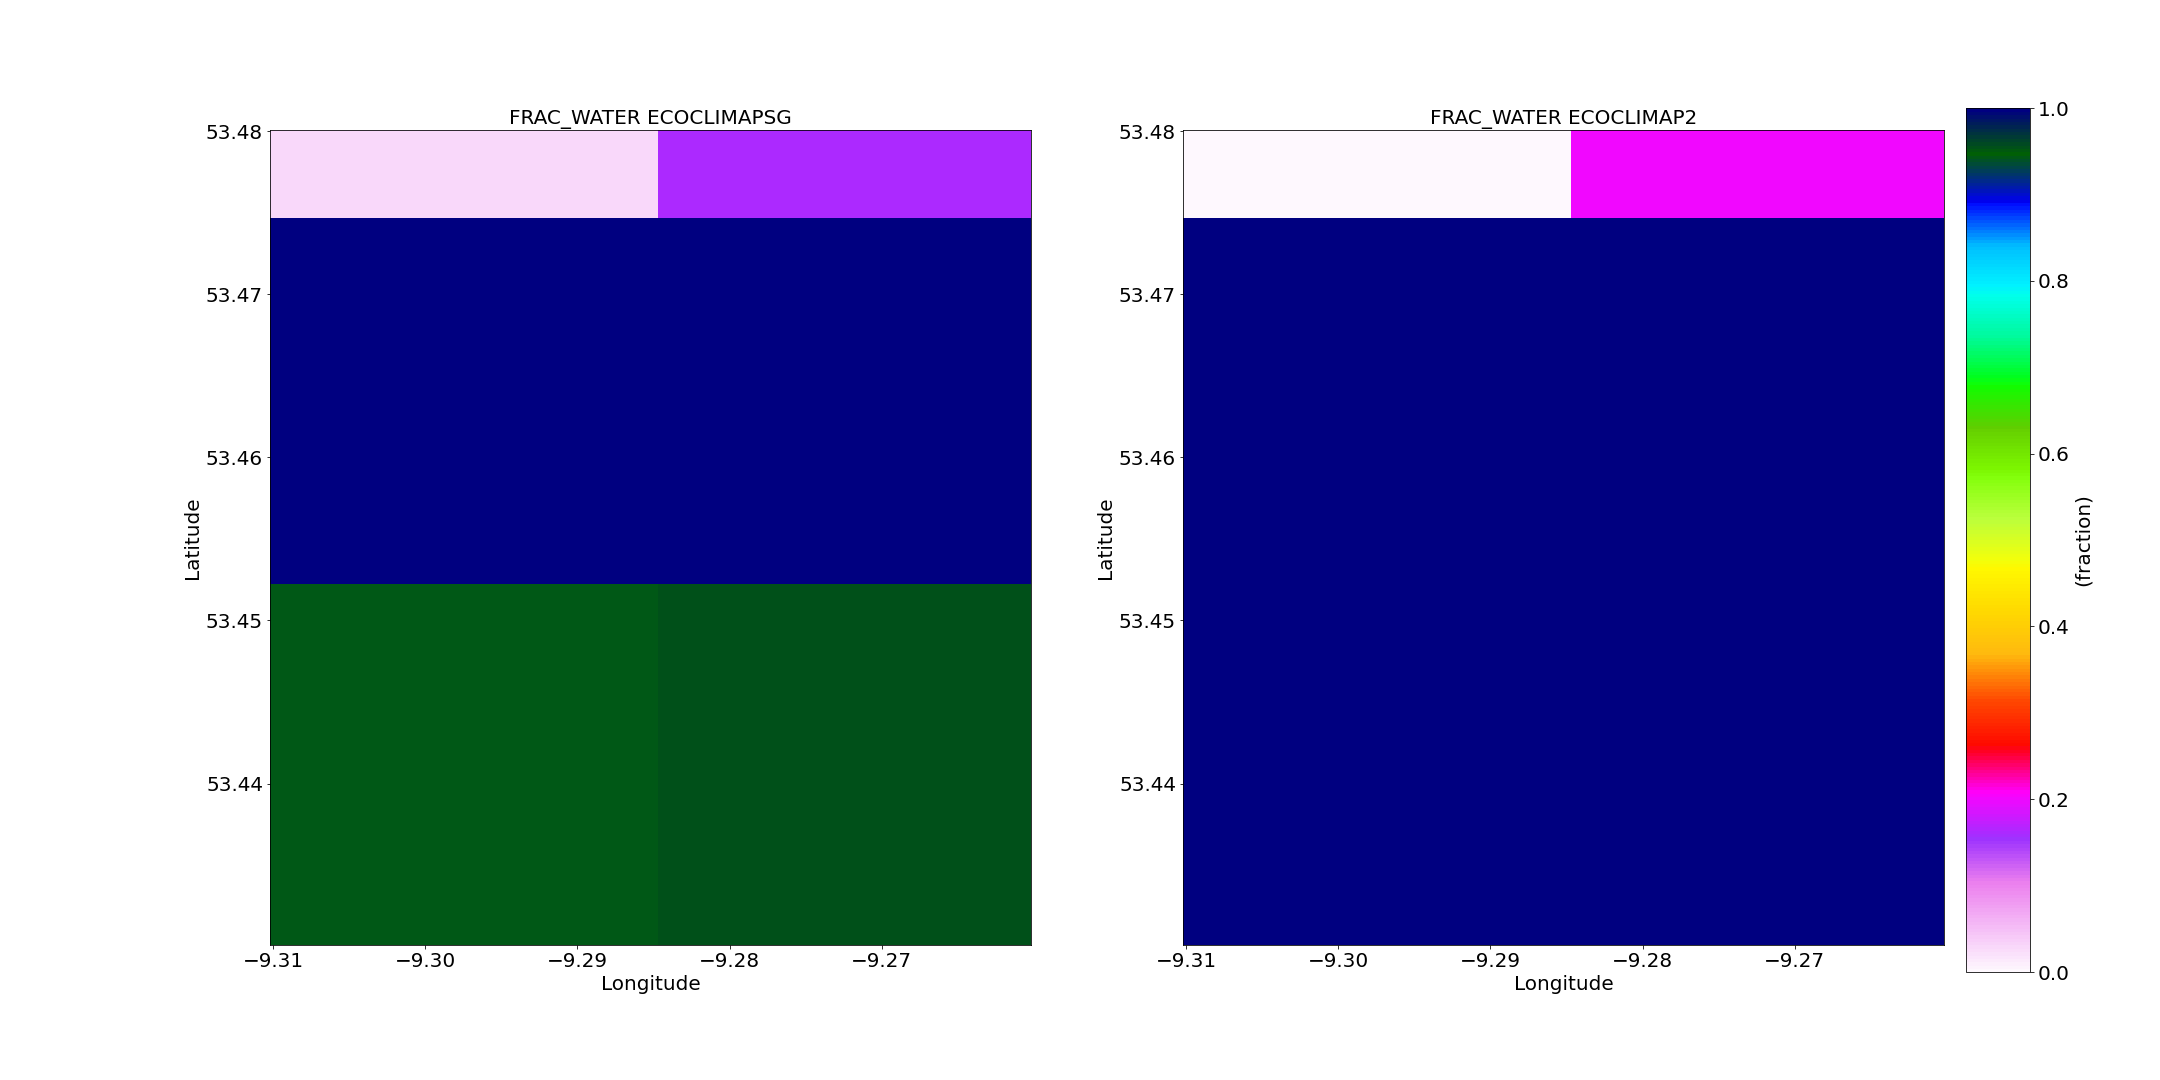 FRAC_WATER ECOCLIMAPSG
53.48
53.47
53.46
53.45
53.44
Latitude
−9.31 −9.30 −9.29 −9.28 −9.27
Longitude
FRAC_WATER ECOCLIMAP2
53.48
53.47
53.46
53.45
53.44
Latitude
−9.31 −9.30 −9.29 −9.28 −9.27
Longitude
1.0
0.8
0.6
0.4
0.2
0.0
(fraction)